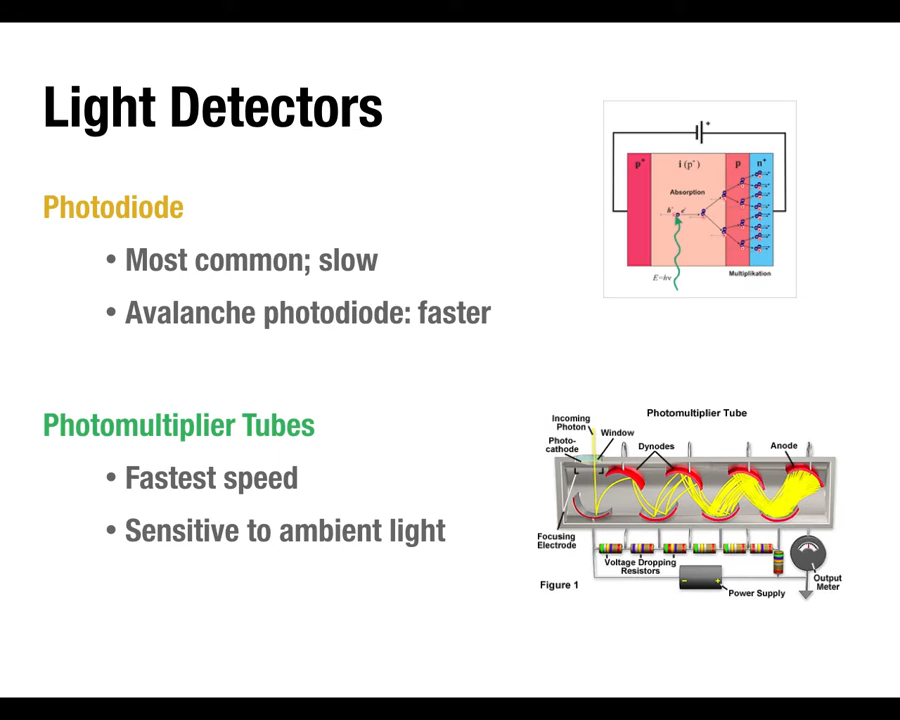 Light Detectors
Photodiode
• Most common; slow
• Avalanche photodiode: faster
+
p+ i (p-) p n+
Absorption
E=hν
Multiplikation
Photomultiplier Tubes
• Fastest speed
• Sensitive to ambient light
Photomultiplier Tube
Incoming
Photon
Window
Photo-
cathode
Dynodes
Anode
Focusing
Electrode
Voltage Dropping
Resistors
Figure 1
− +
Power Supply
Output
Meter